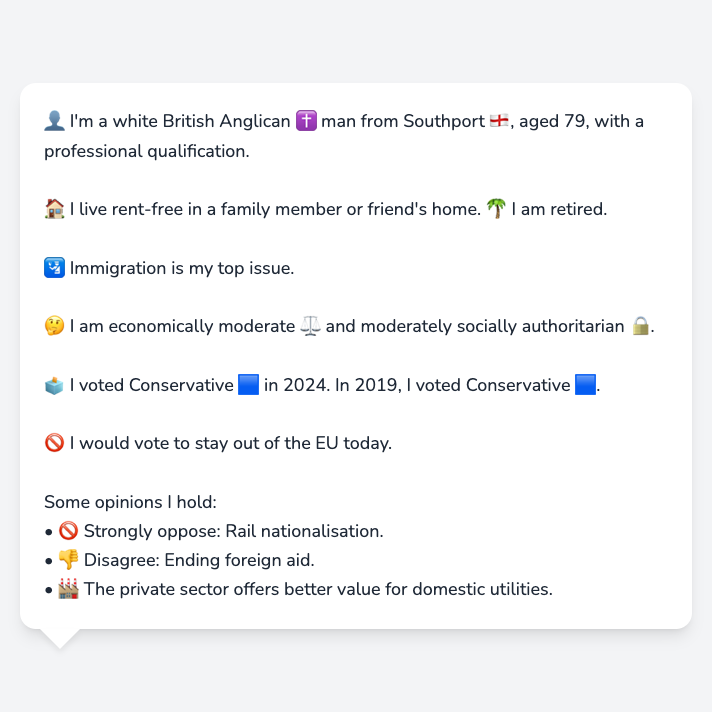 👤 I'm a white British Anglican ✝️ man from Southport 🏴󠁧󠁢󠁥󠁮󠁧󠁿, aged 79, with a
professional qualification.
🏠 I live rent-free in a family member or friend's home. 🌴 I am retired.
🛂 Immigration is my top issue.
🤔 I am economically moderate ⚖️ and moderately socially authoritarian 🔒.
🗳️ I voted Conservative 🟦 in 2024. In 2019, I voted Conservative 🟦.
🚫 I would vote to stay out of the EU today.
Some opinions I hold:
• 🚫 Strongly oppose: Rail nationalisation.
• 👎 Disagree: Ending foreign aid.
• 🏭 The private sector offers better value for domestic utilities.